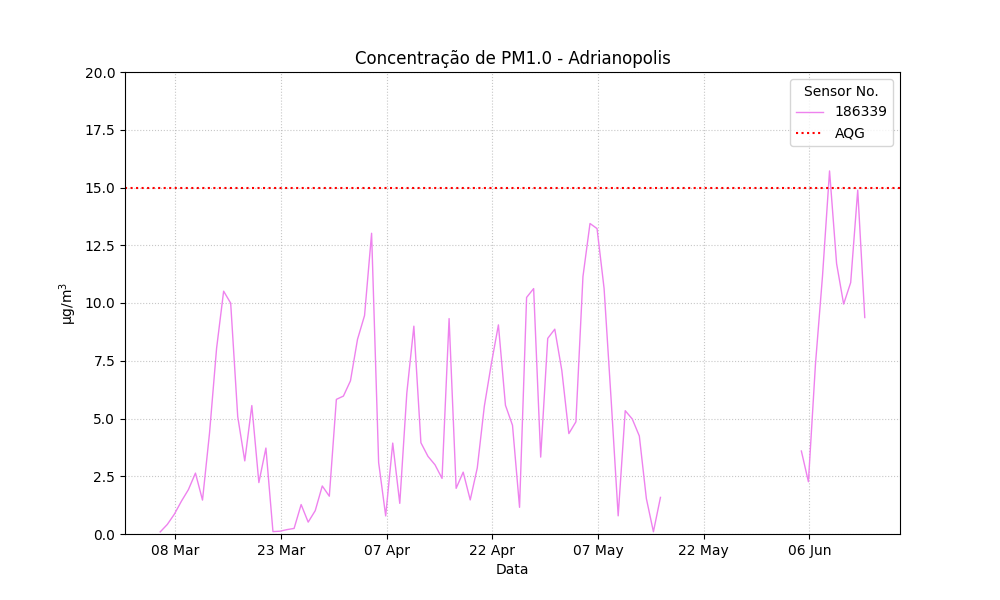 Concentração de PM1.0 - Adrianopolis
20.0
17.5
15.0
12.5
10.0
7.5
5.0
2.5
0.0
µg/m³
Sensor No.
186339
AQG
08 Mar
23 Mar
07 Apr
22 Apr
07 May
22 May
06 Jun
Data